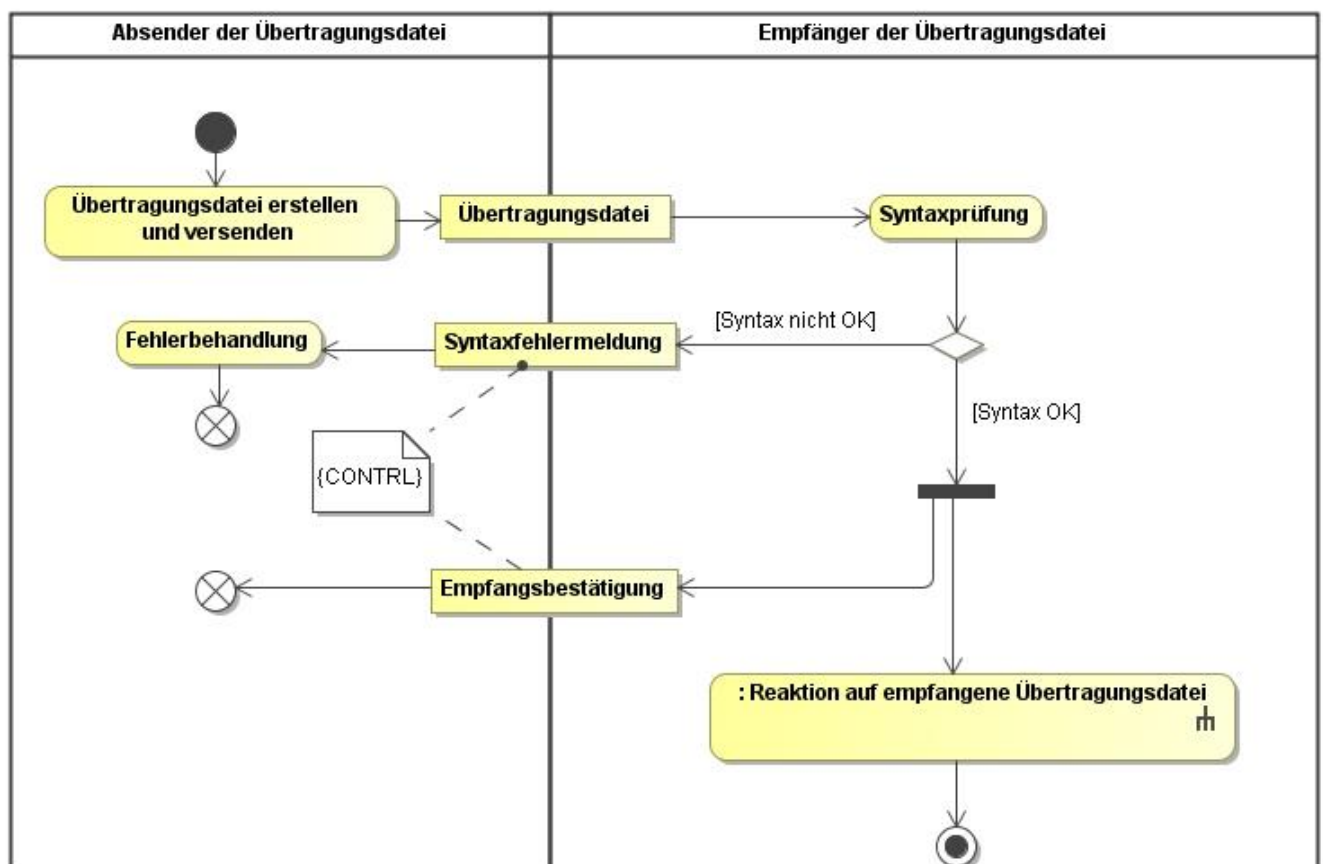 Absender der Übertragungsdatei
Empfänger der Übertragungsdatei
Übertragungsdatei erstellen
und versenden
Übertragungsdatei
Syntaxprüfung
Fehlerbehandlung
Syntaxfehlermeldung
[Syntax nicht OK]
[Syntax OK]
{CONTRL}
Empfangsbestätigung
: Reaktion auf empfangene Übertragungsdatei